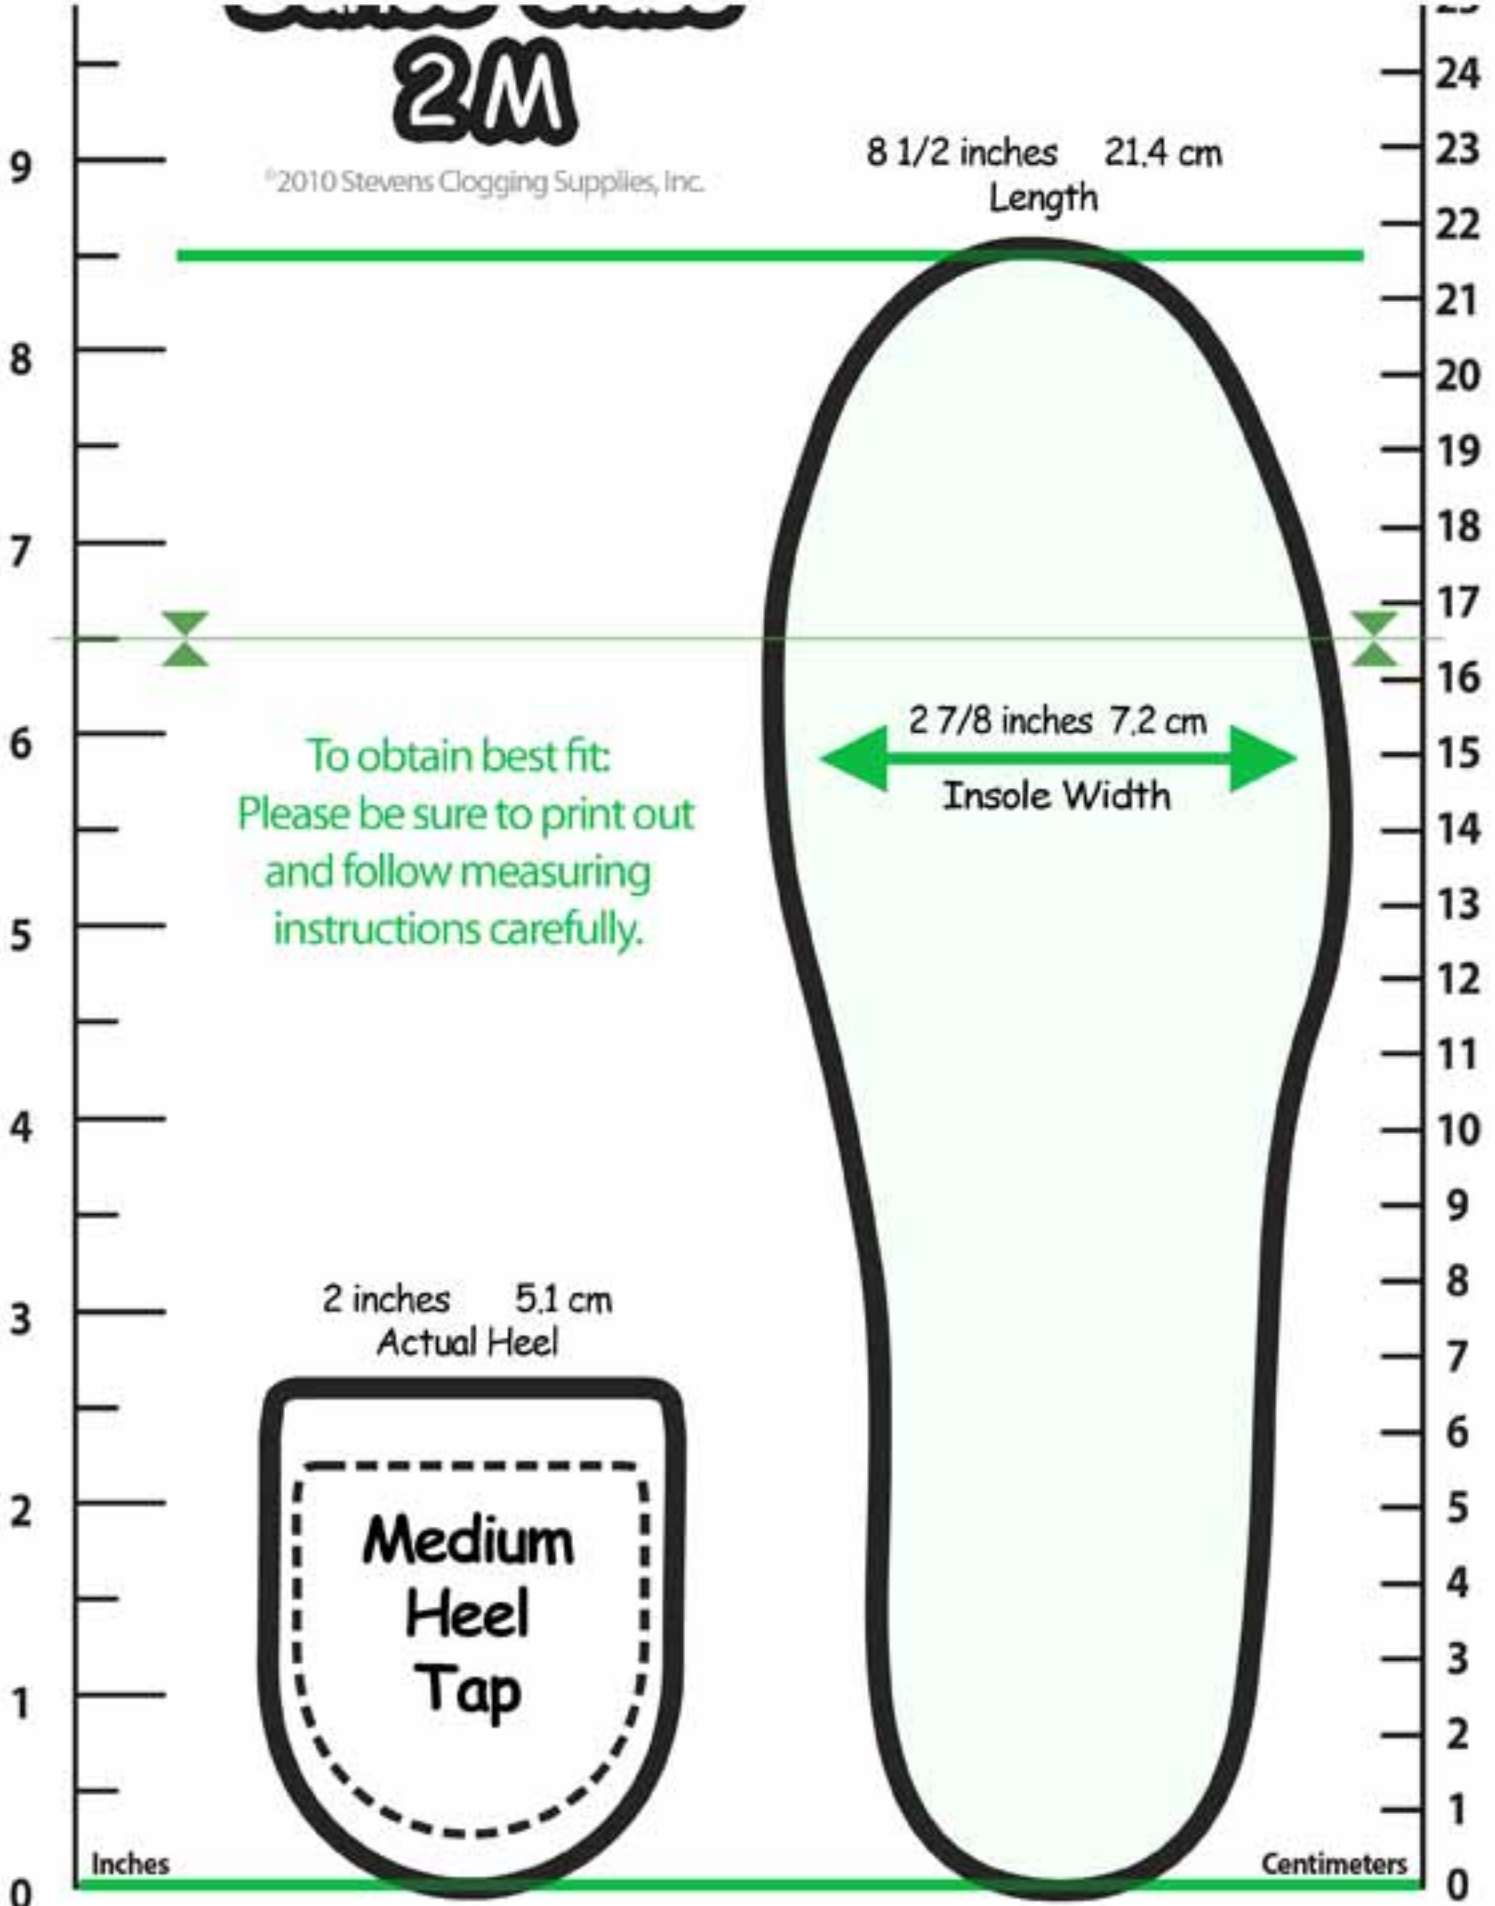 2M
©2010 Stevens Clogging Supplies, Inc.
8 1/2 inches 21.4 cm
Length
To obtain best fit:
Please be sure to print out
and follow measuring
instructions carefully.
2 7/8 inches 7.2 cm
Insole Width
2 inches 5.1 cm
Actual Heel
Medium
Heel
Tap
Inches
Centimeters
9
8
7
6
5
4
3
2
1
0
24
23
22
21
20
19
18
17
16
15
14
13
12
11
10
9
8
7
6
5
4
3
2
1
0